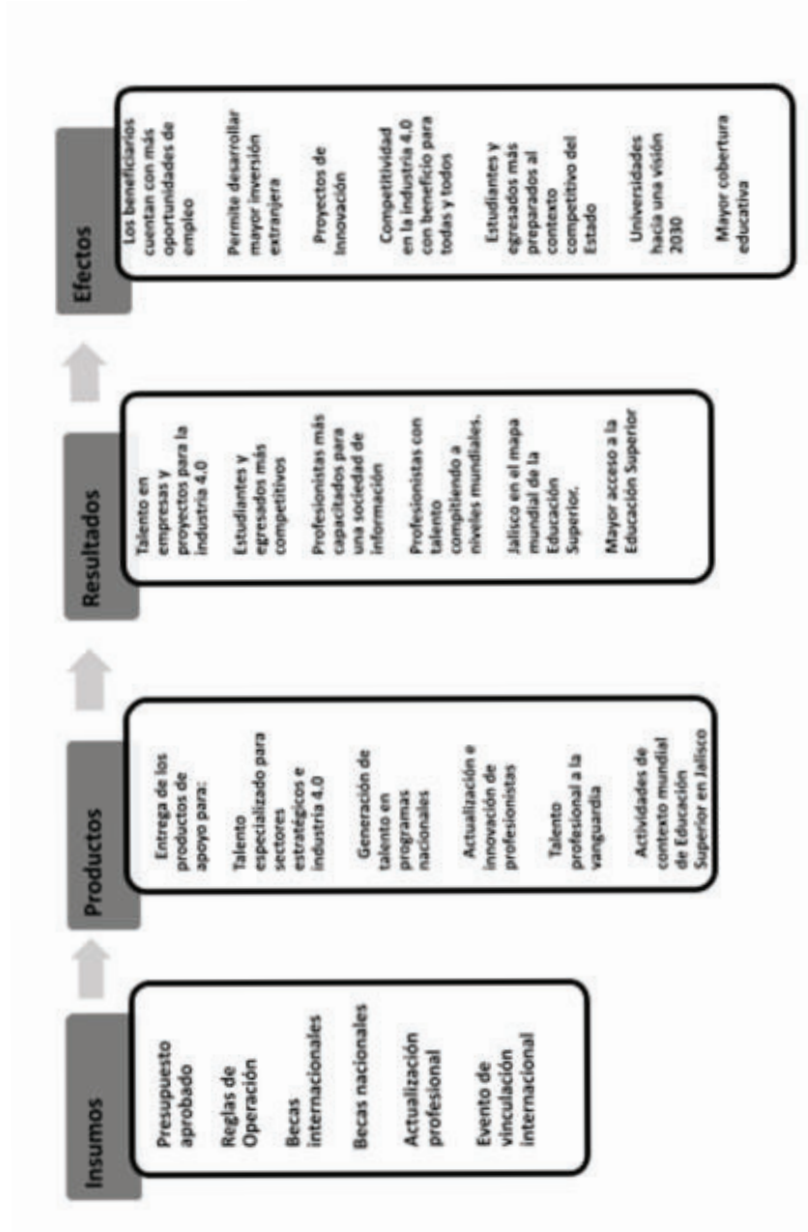 Insumos
Presupuesto
aprobado
Reglas de
Operación
Becas
internacionales
Becas nacionales
Actualización
profesional
Evento de
vinculación
internacional
Productos
Entrega de los
productos de
apoyo para:
Talento
especializado para
sectores
estratégicos e
industria 4.0
Generación de
talento en
programas
nacionales
Actualización e
innovación de
profesionistas
Talento
profesional a la
vanguardia
Actividades de
contexto mundial
de Educación
Superior en Jalisco
Resultados
Talento en
empresas y
proyectos para la
industria 4.0
Estudiantes y
egresados más
competitivos
Profesionistas más
capacitados para
una sociedad de
información
Profesionistas con
talento
compitiendo a
niveles mundiales.
Jalisco en el mapa
mundial de la
Educación
Superior.
Mayor acceso a la
Educación Superior
Efectos
Los beneficiarios
cuentan con más
oportunidades de
empleo
Permite desarrollar
mayor inversión
extranjera
Proyectos de
Innovación
Competitividad
en la industria 4.0
con beneficio para
todas y todos
Estudiantes y
egresados más
preparados al
contexto
competitivo del
Estado
Universidades
hacia una visión
2030
Mayor cobertura
educativa